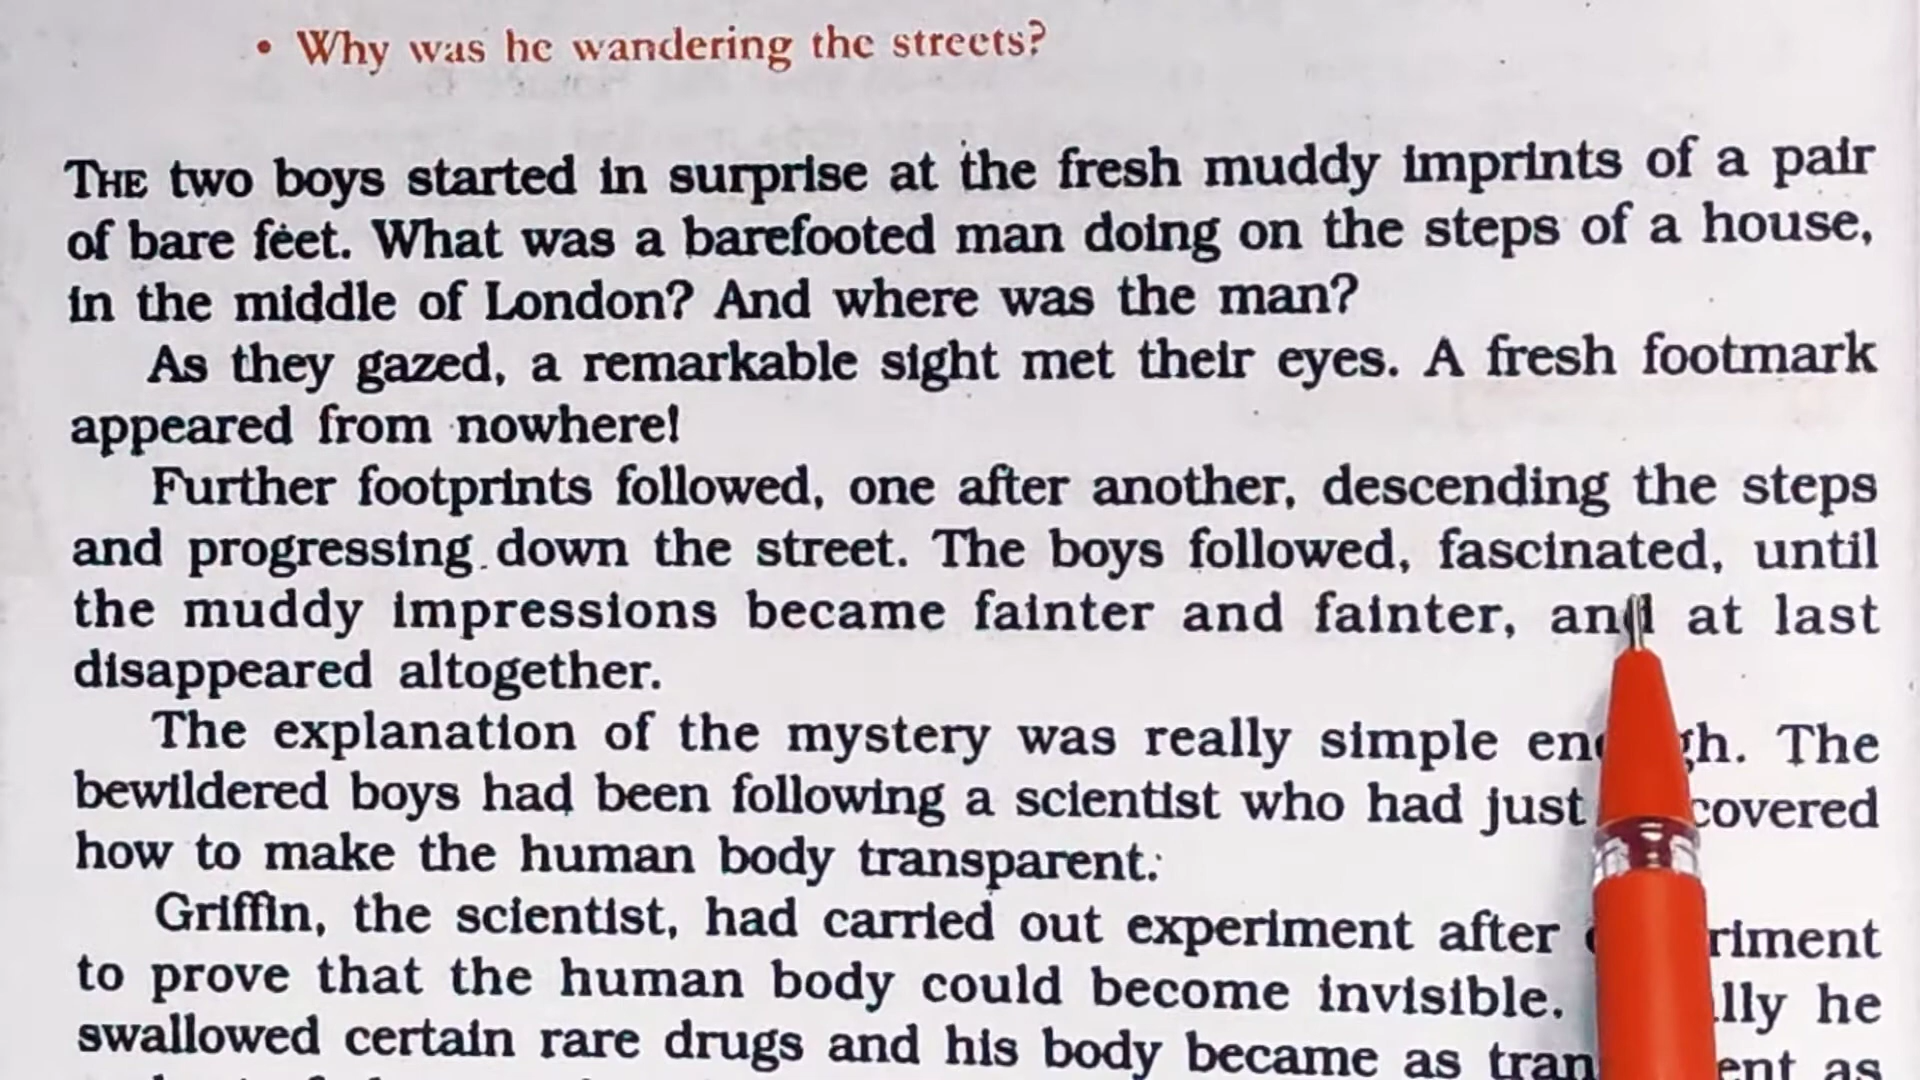 • Why was he wandering the streets?
THE two boys started in surprise at the fresh muddy imprints of a pair
of bare feet. What was a barefooted man doing on the steps of a house,
in the middle of London? And where was the man?
As they gazed, a remarkable sight met their eyes. A fresh footmark
appeared from nowhere!
Further footprints followed, one after another, descending the steps
and progressing down the street. The boys followed, fascinated, until
the muddy impressions became fainter and fainter, and at last
disappeared altogether.
The explanation of the mystery was really simple The
bewildered boys had been following a scientist who had just
how to make the human body transparent.
Griffin, the scientist, had carried out experiment after
to prove that the human body could become invisible. he
swallowed certain rare drugs and his body became as as